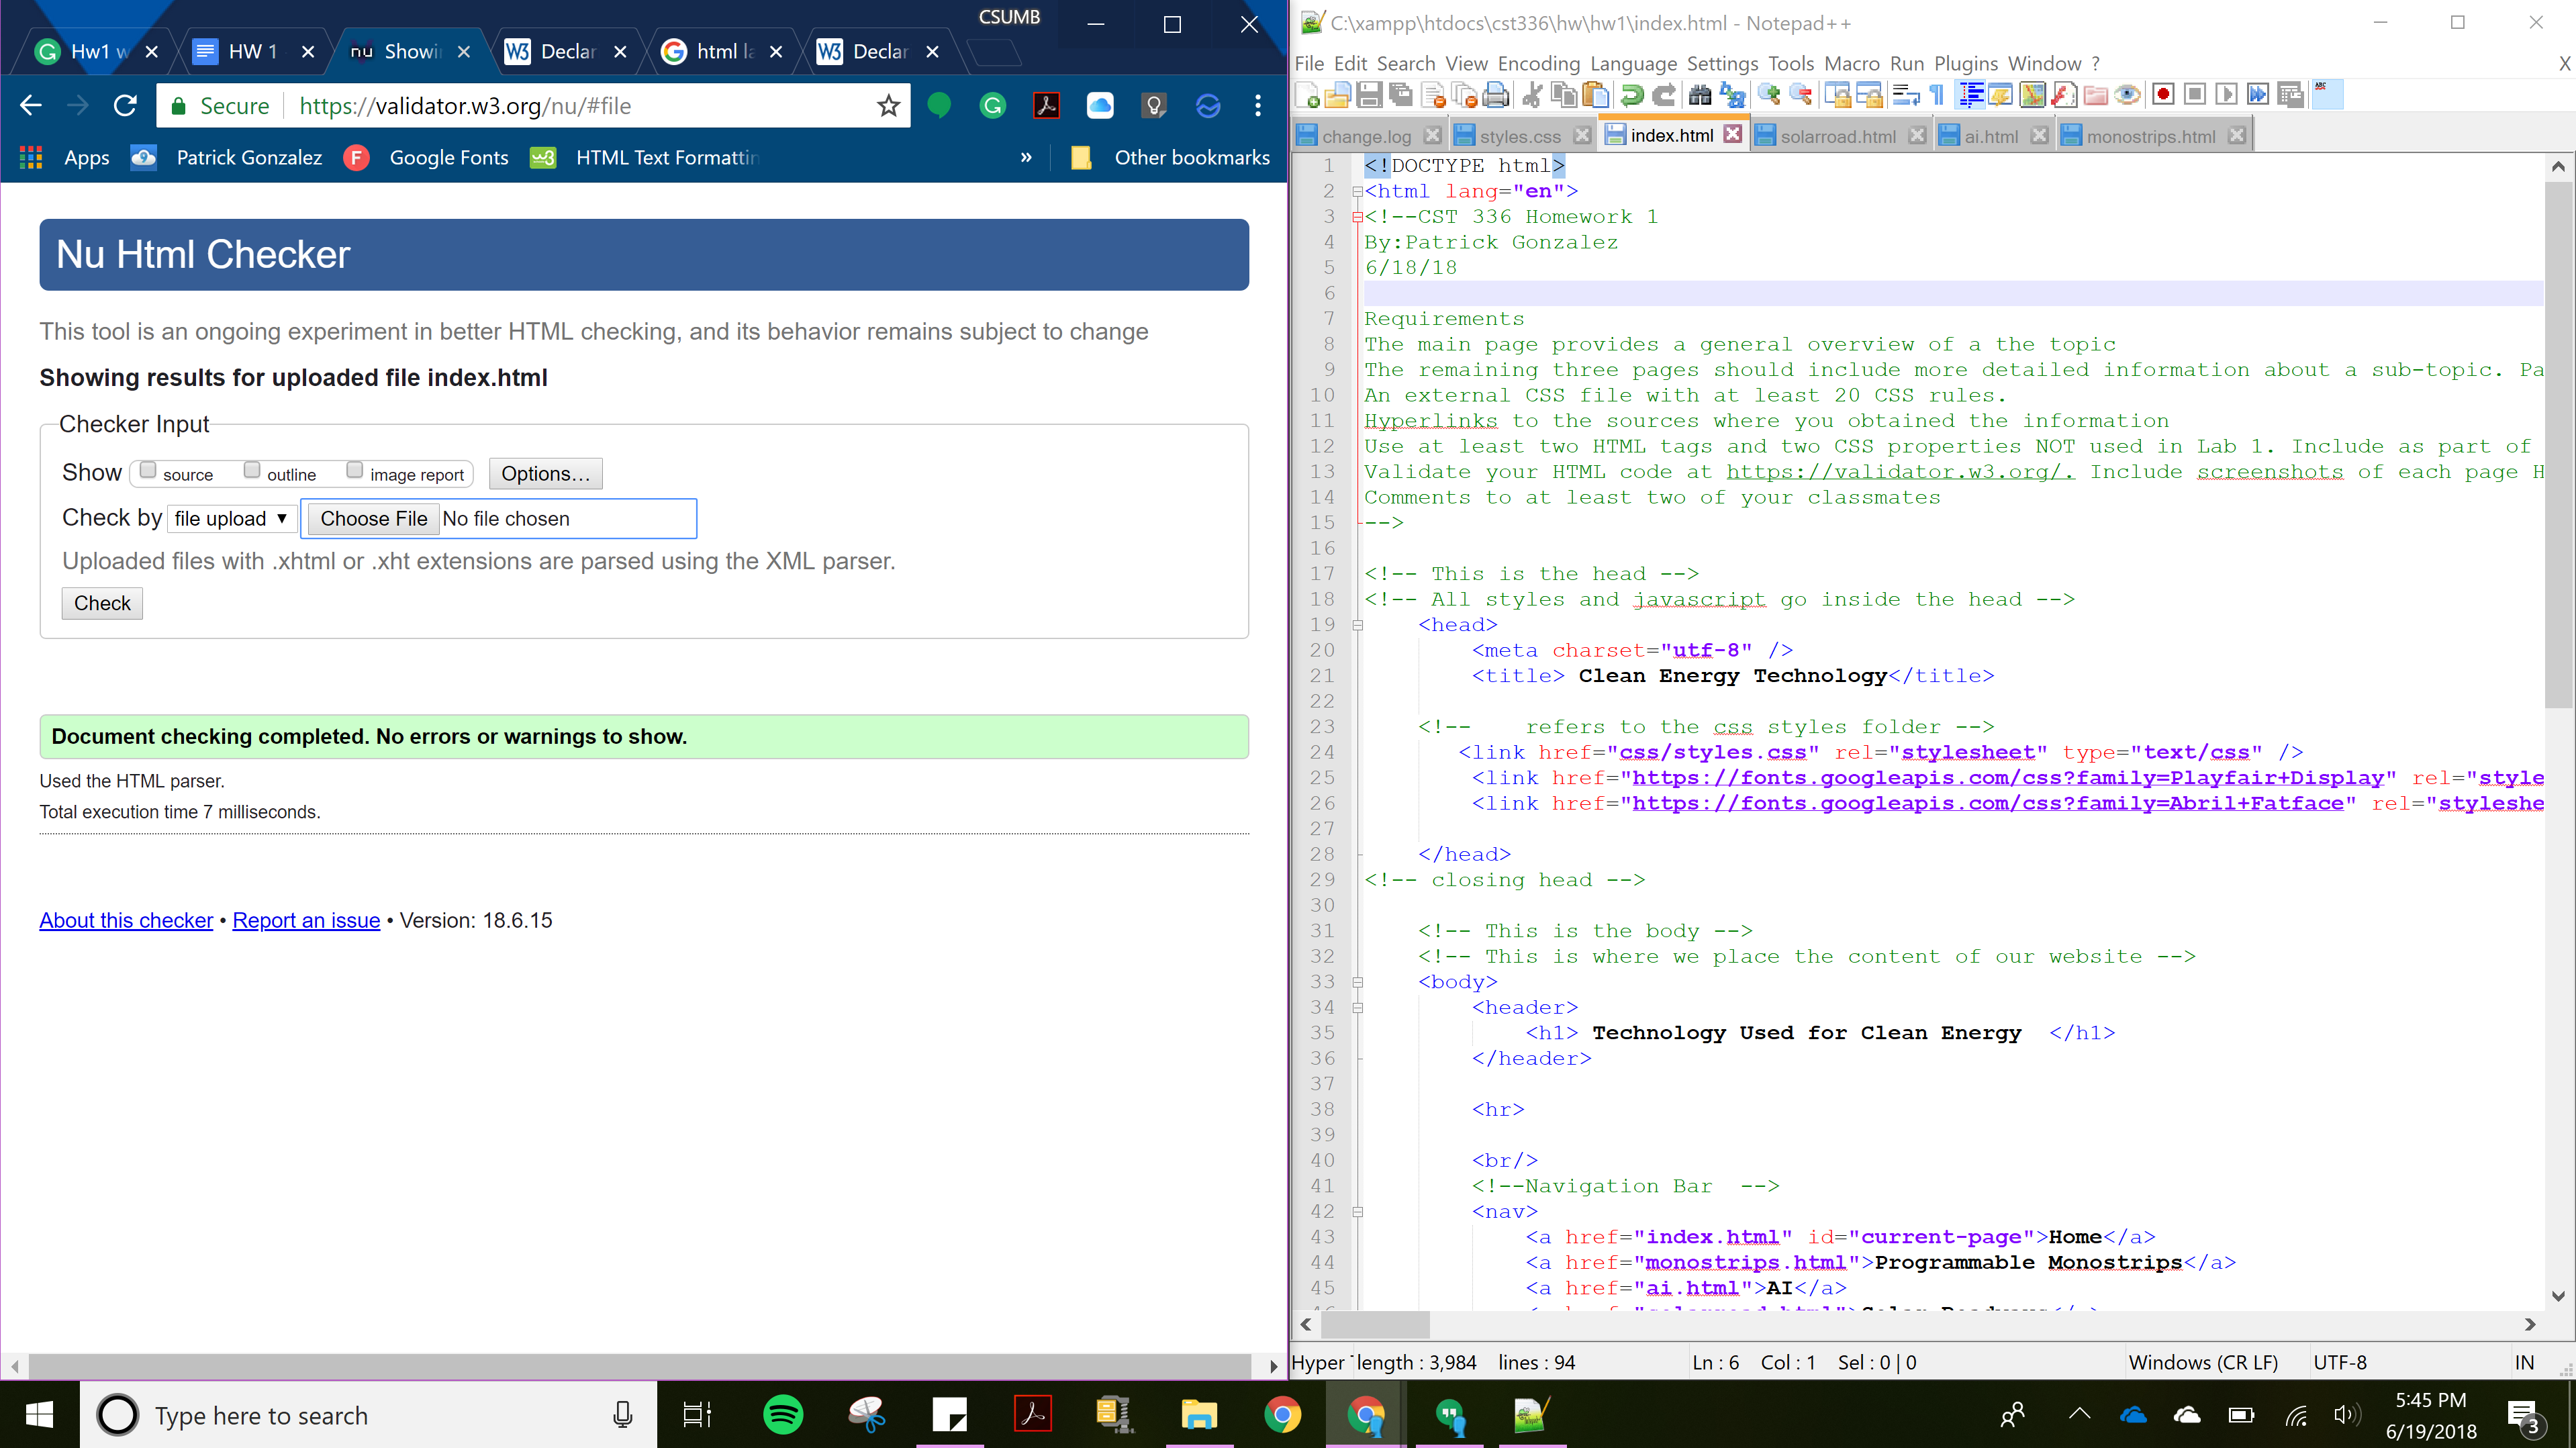 CSUMB
Hw1 w
HW 1
nu Showi
W3 Declar
html la
W3 Declar
Secure https://validator.w3.org/nu/#file
Apps Patrick Gonzalez Google Fonts HTML Text Formattin » Other bookmarks
Nu Html Checker
This tool is an ongoing experiment in better HTML checking, and its behavior remains subject to change
Showing results for uploaded file index.html
Checker Input
Show source outline image report Options...
Check by file upload Choose File No file chosen
Uploaded files with .xhtml or .xht extensions are parsed using the XML parser.
Check
Document checking completed. No errors or warnings to show.
Used the HTML parser.
Total execution time 7 milliseconds.
About this checker • Report an issue • Version: 18.6.15
C:\xampp\htdocs\cst336\hw\hw1\index.html - Notepad++
File Edit Search View Encoding Language Settings Tools Macro Run Plugins Window ? X
change.log styles.css index.html solarroad.html ai.html monostrips.html
1 <!DOCTYPE html>
2 <html lang="en">
3 <!--CST 336 Homework 1
4 By:Patrick Gonzalez
5 6/18/18
6
7 Requirements
8 The main page provides a general overview of a the topic
9 The remaining three pages should include more detailed information about a sub-topic. Pa
10 An external CSS file with at least 20 CSS rules.
11 Hyperlinks to the sources where you obtained the information
12 Use at least two HTML tags and two CSS properties NOT used in Lab 1. Include as part of
13 Validate your HTML code at https://validator.w3.org/. Include screenshots of each page H
14 Comments to at least two of your classmates
15 -->
16
17 <!-- This is the head -->
18 <!-- All styles and javascript go inside the head -->
19 <head>
20 <meta charset="utf-8" />
21 <title> Clean Energy Technology</title>
22
23 <!-- refers to the css styles folder -->
24 <link href="css/styles.css" rel="stylesheet" type="text/css" />
25 <link href="https://fonts.googleapis.com/css?family=Playfair+Display" rel="style
26 <link href="https://fonts.googleapis.com/css?family=Abril+Fatface" rel="styleshe
27
28 </head>
29 <!-- closing head -->
30
31 <!-- This is the body -->
32 <!-- This is where we place the content of our website -->
33 <body>
34 <header>
35 <h1> Technology Used for Clean Energy </h1>
36 </header>
37
38 <hr>
39
40 <br/>
41 <!--Navigation Bar -->
42 <nav>
43 <a href="index.html" id="current-page">Home</a>
44 <a href="monostrips.html">Programmable Monostrips</a>
45 <a href="ai.html">AI</a>
Hyper length : 3,984 lines : 94 Ln : 6 Col : 1 Sel : 0 | 0 Windows (CR LF) UTF-8 IN
Type here to search
5:45 PM
6/19/2018
3